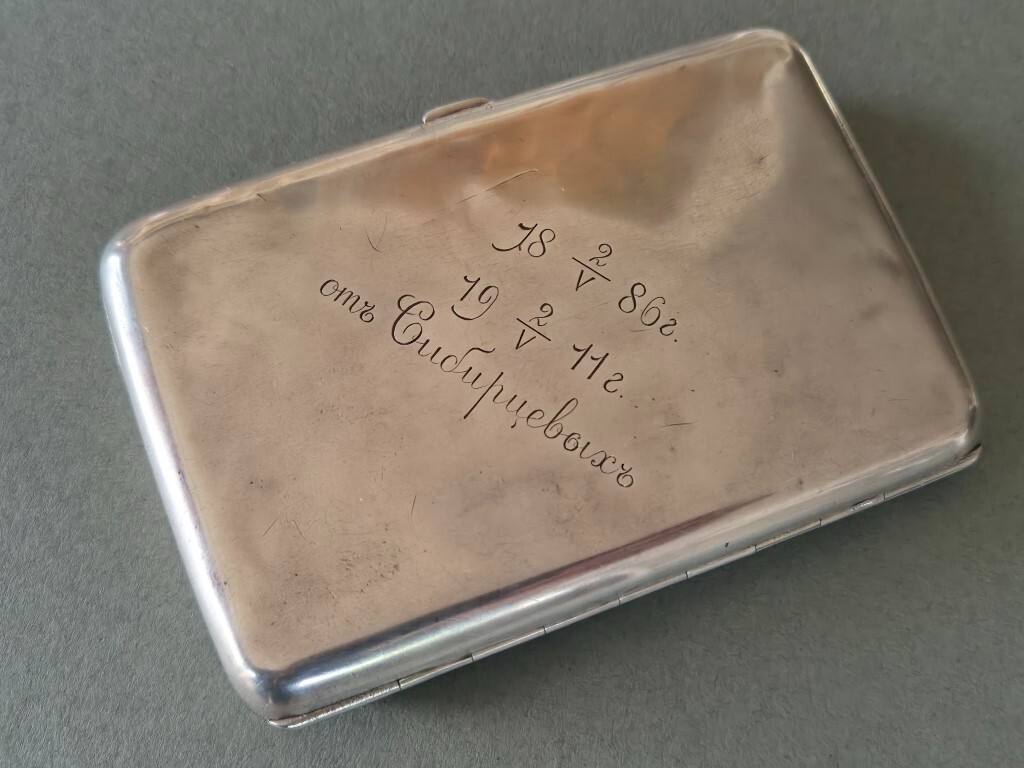 18 2/V 86г.
19 2/V 11г.
отъ Сибирцевыхъ